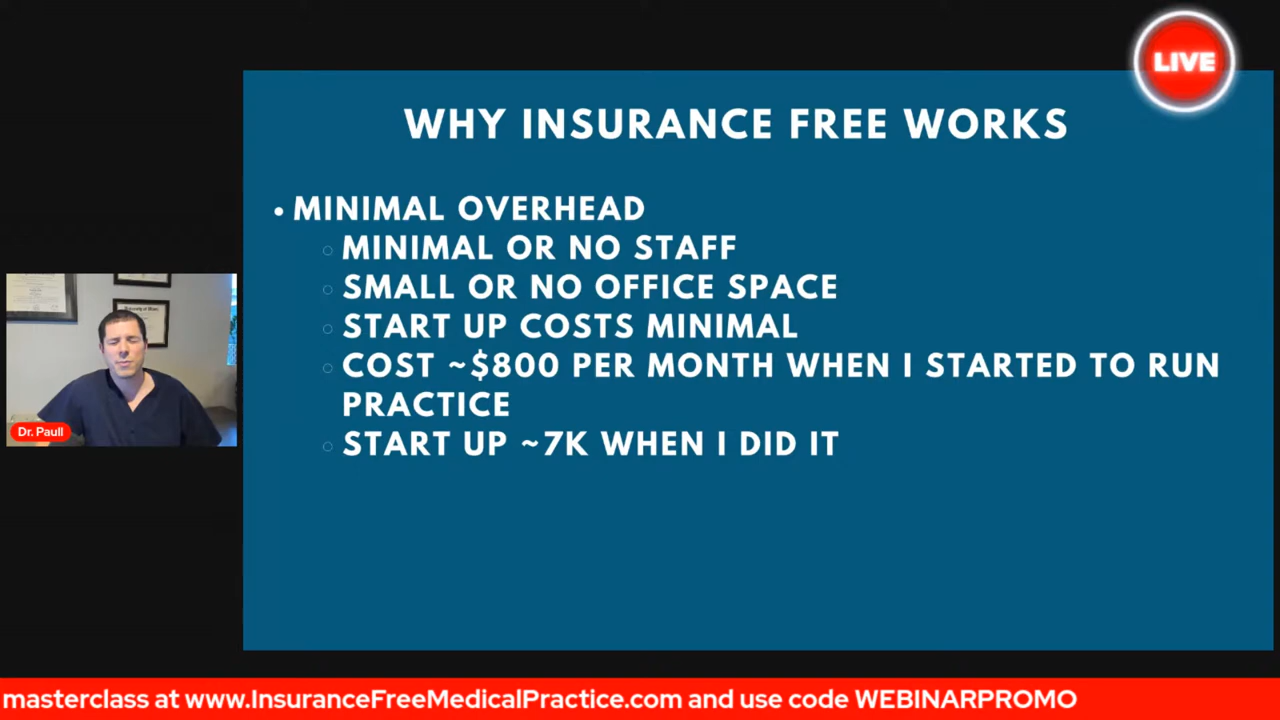 LIVE
WHY INSURANCE FREE WORKS
• MINIMAL OVERHEAD
○ MINIMAL OR NO STAFF
○ SMALL OR NO OFFICE SPACE
○ START UP COSTS MINIMAL
○ COST ~$800 PER MONTH WHEN I STARTED TO RUN
PRACTICE
○ START UP ~7K WHEN I DID IT
Dr. Paull
masterclass at www.InsuranceFreeMedicalPractice.com and use code WEBINARPROMO